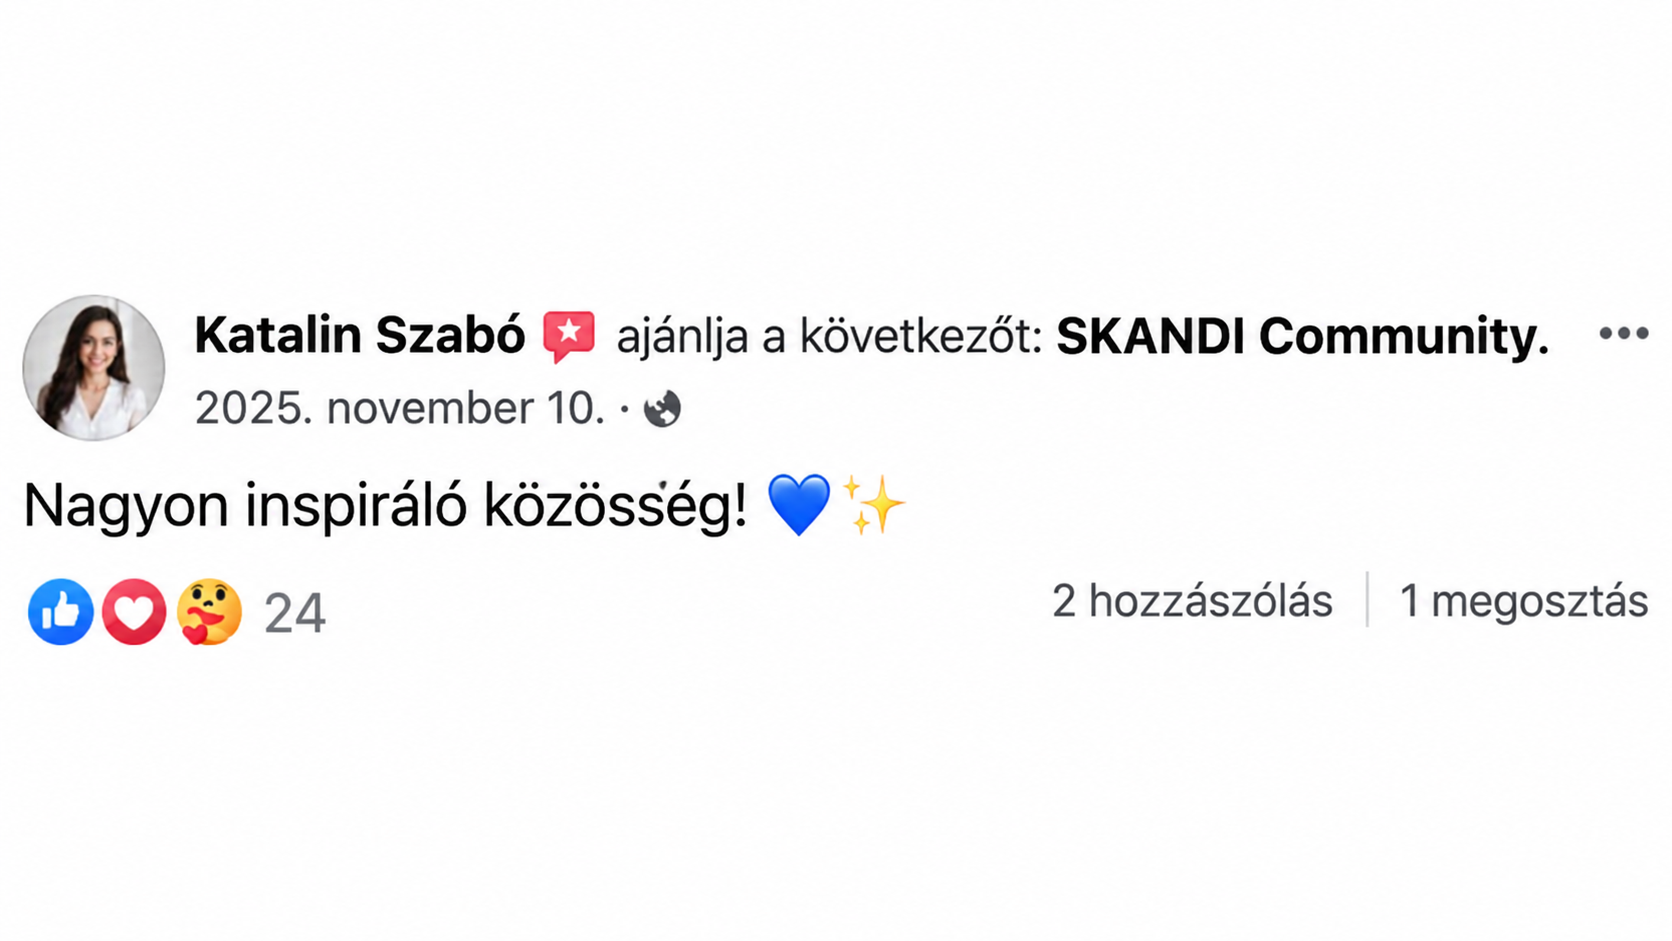 Katalin Szabó ajánlja a következőt: SKANDI Community.
2025. november 10. ·
Nagyon inspiráló közösség! 💙✨
24
2 hozzászólás | 1 megosztás